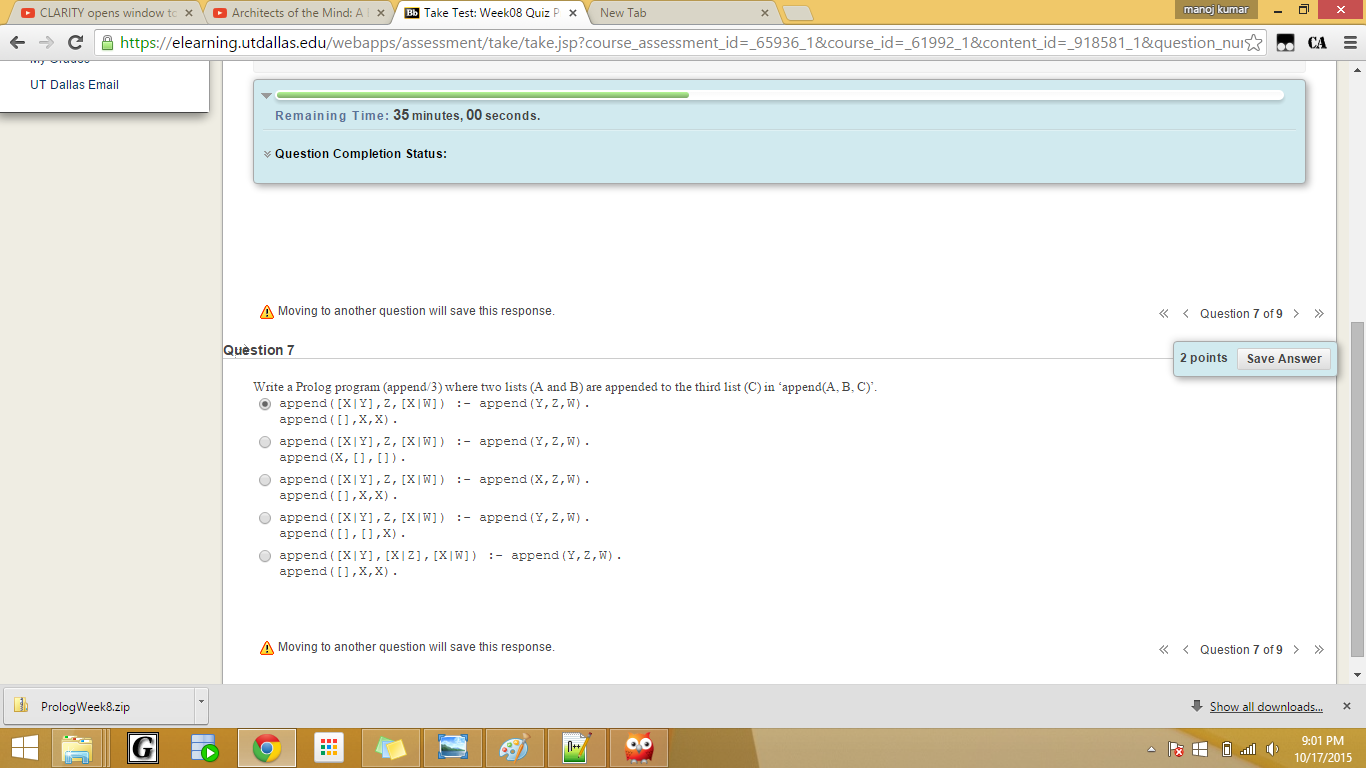 CLARITY opens window to
Architects of the Mind: A
Take Test: Week08 Quiz P
New Tab
manoj kumar
https://elearning.utdallas.edu/webapps/assessment/take/take.jsp?course_assessment_id=_65936_1&course_id=_61992_1&content_id=_918581_1&question_nu
CA
My Grades
UT Dallas Email
Remaining Time: 35 minutes, 00 seconds.
Question Completion Status:
Moving to another question will save this response.
Question 7 of 9
Question 7
2 points
Save Answer
Write a Prolog program (append/3) where two lists (A and B) are appended to the third list (C) in ‘append(A, B, C)’.
append([X|Y],Z,[X|W]) :- append(Y,Z,W).
append([],X,X).
append([X|Y],Z,[X|W]) :- append(Y,Z,W).
append(X,[],[]).
append([X|Y],Z,[X|W]) :- append(X,Z,W).
append([],X,X).
append([X|Y],Z,[X|W]) :- append(Y,Z,W).
append([],[],X).
append([X|Y],[X|Z],[X|W]) :- append(Y,Z,W).
append([],X,X).
Moving to another question will save this response.
Question 7 of 9
PrologWeek8.zip
Show all downloads...
9:01 PM
10/17/2015